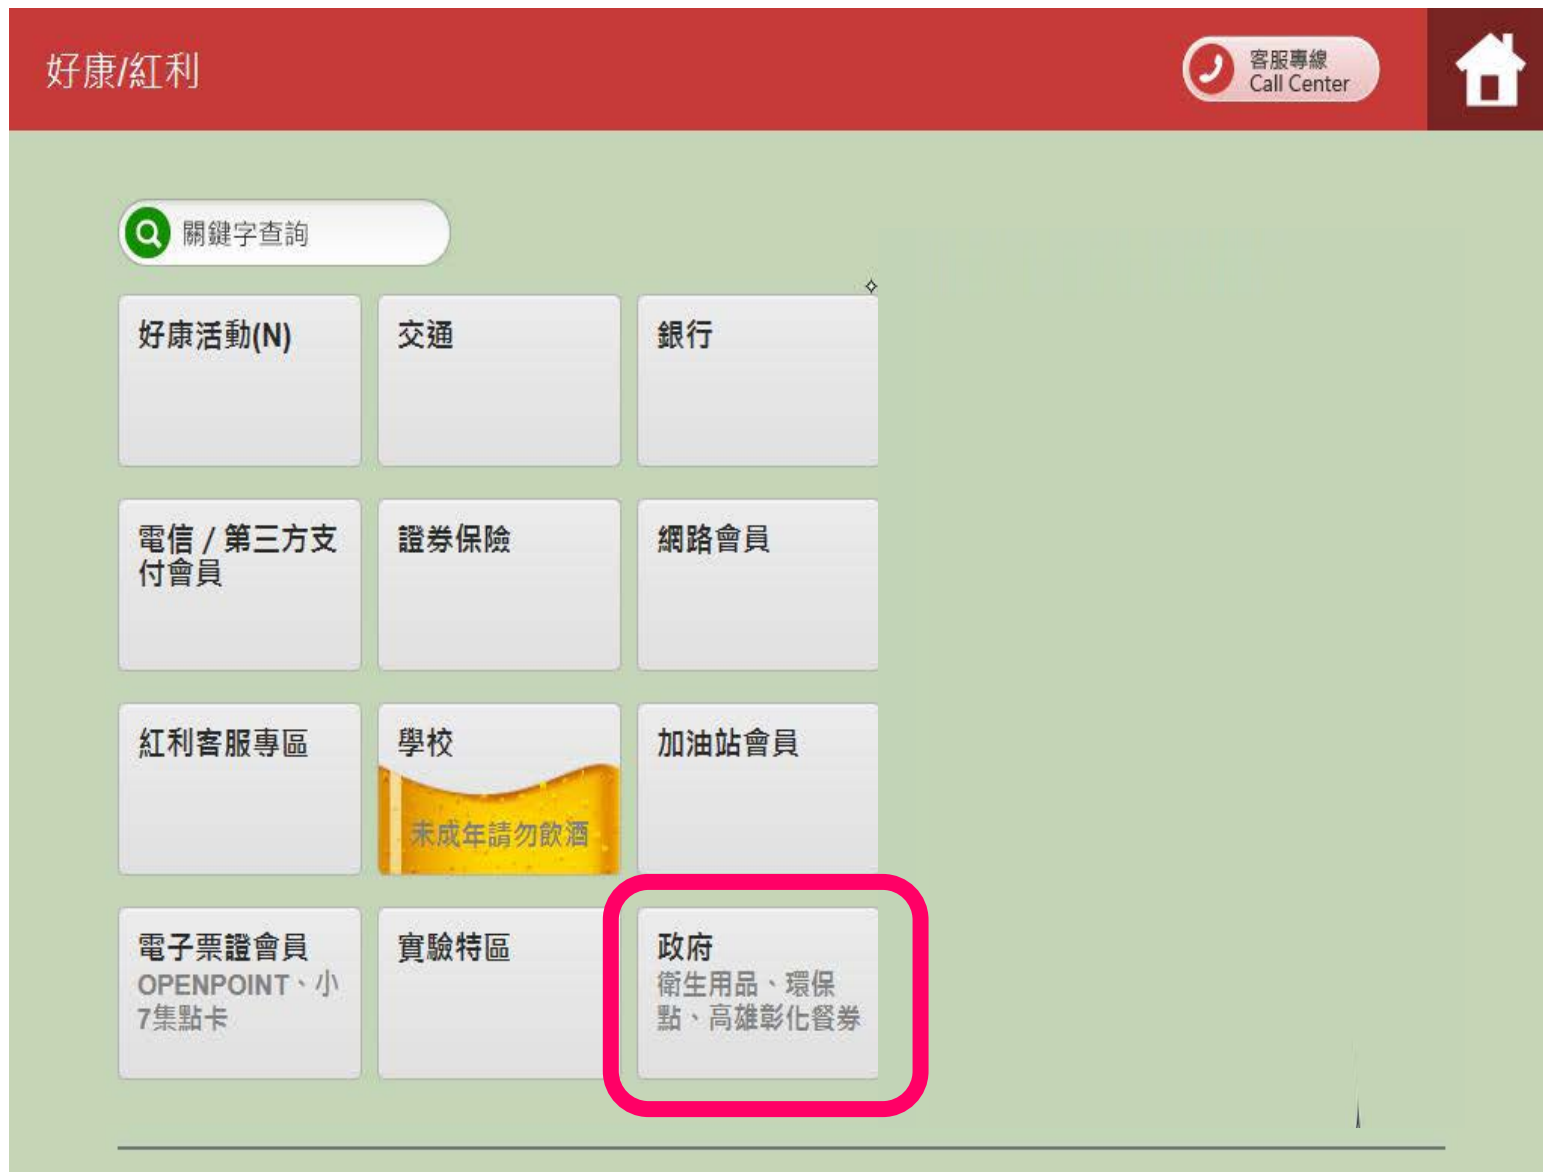 好康/紅利
客服專線
Call Center
關鍵字查詢
好康活動(N)
交通
銀行
電信 / 第三方支
付會員
證券保險
網路會員
紅利客服專區
學校
未成年請勿飲酒
加油站會員
電子票證會員
OPENPOINT、小
7集點卡
實驗特區
政府
衛生用品、環保
點、高雄彰化餐券